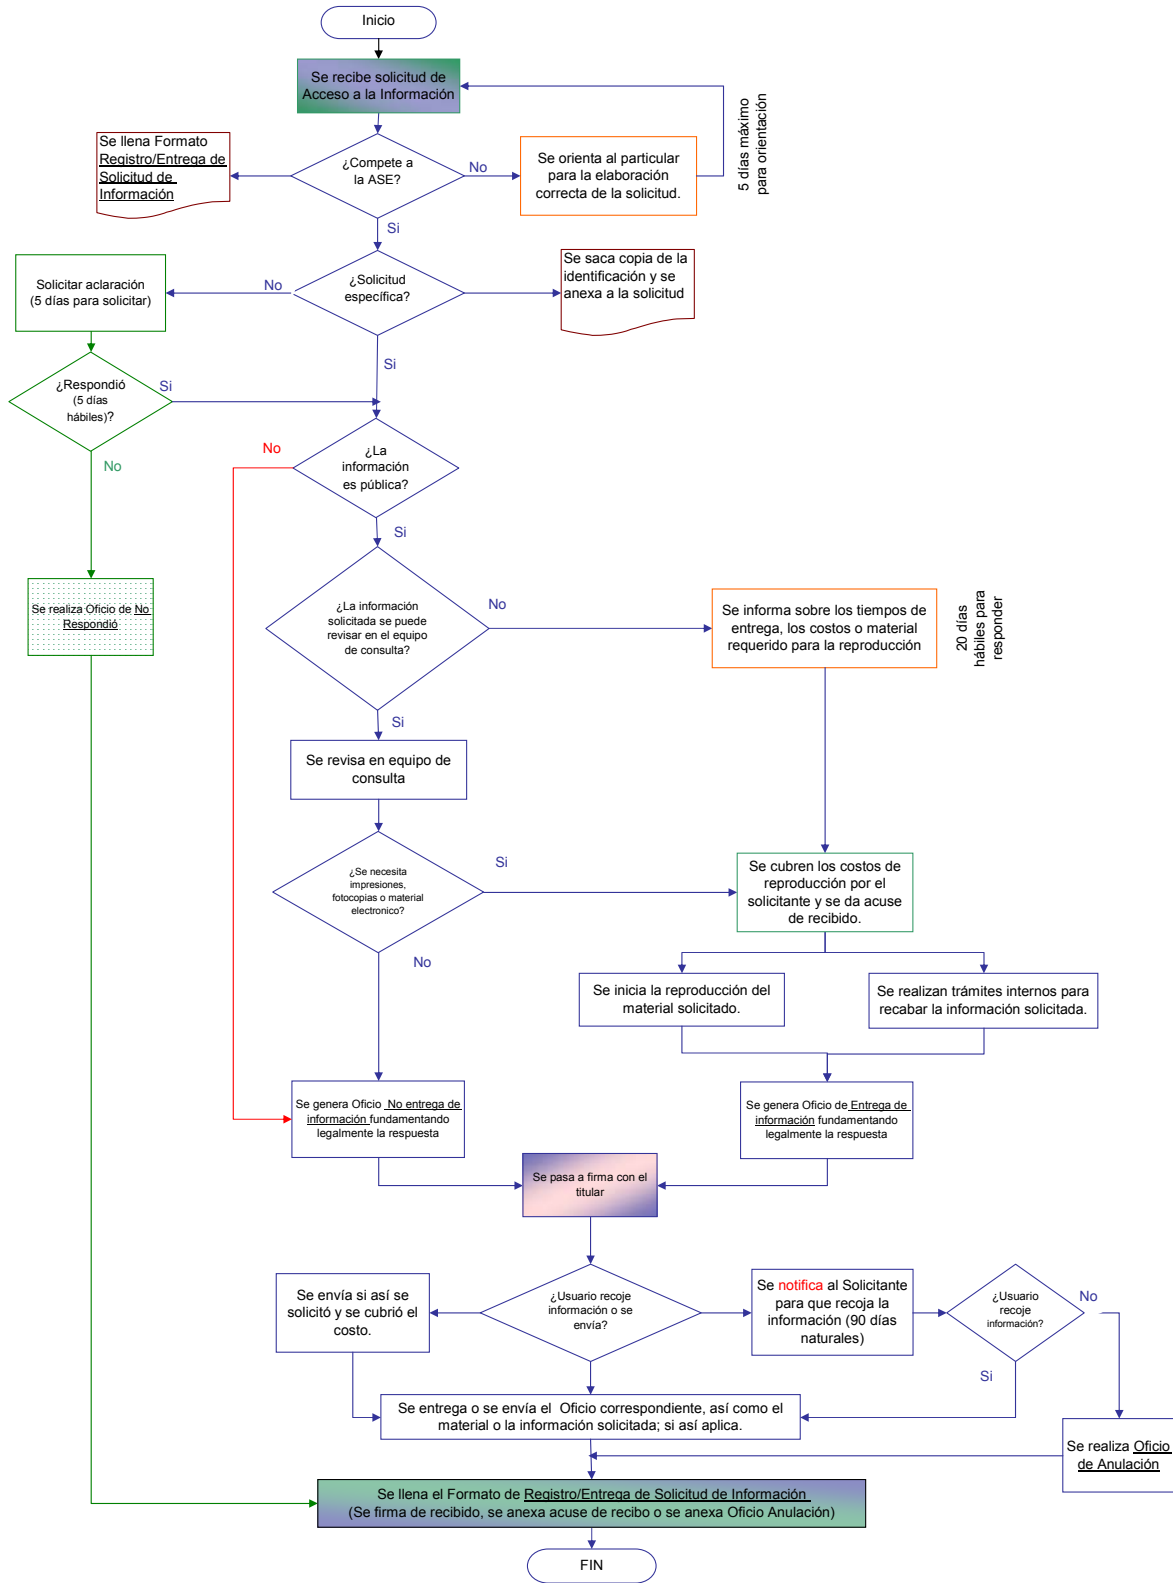 Inicio
Se recibe solicitud de
Acceso a la Información
5 días máximo
para orientación
Se llena Formato
Registro/Entrega de
Solicitud de
Información
¿Compete a
la ASE?
No
Se orienta al particular
para la elaboración
correcta de la solicitud.
Si
Solicitar aclaración
(5 días para solicitar)
No
¿Solicitud
específica?
Se saca copia de la
identificación y se
anexa a la solicitud
Si
¿Respondió
(5 días
hábiles)?
Si
No
No
¿La
información
es pública?
Si
Se realiza Oficio de No
Respondió
¿La información
solicitada se puede
revisar en el equipo
de consulta?
No
Se informa sobre los tiempos de
entrega, los costos o material
requerido para la reproducción
20 días
hábiles para
responder
Si
Se revisa en equipo de
consulta
¿Se necesita
impresiones,
fotocopias o material
electronico?
Si
Se cubren los costos de
reproducción por el
solicitante y se da acuse
de recibido.
No
Se inicia la reproducción del
material solicitado.
Se realizan trámites internos para
recabar la información solicitada.
Se genera Oficio No entrega de
información fundamentando
legalmente la respuesta
Se genera Oficio de Entrega de
información fundamentando
legalmente la respuesta
Se pasa a firma con el
titular
Se envía si así se
solicitó y se cubrió el
costo.
¿Usuario recoje
información o se
envía?
Se notifica al Solicitante
para que recoja la
información (90 días
naturales)
¿Usuario
recoje
información?
No
Si
Se entrega o se envía el Oficio correspondiente, así como el
material o la información solicitada; si así aplica.
Se realiza Oficio
de Anulación
Se llena el Formato de Registro/Entrega de Solicitud de Información
(Se firma de recibido, se anexa acuse de recibo o se anexa Oficio Anulación)
FIN